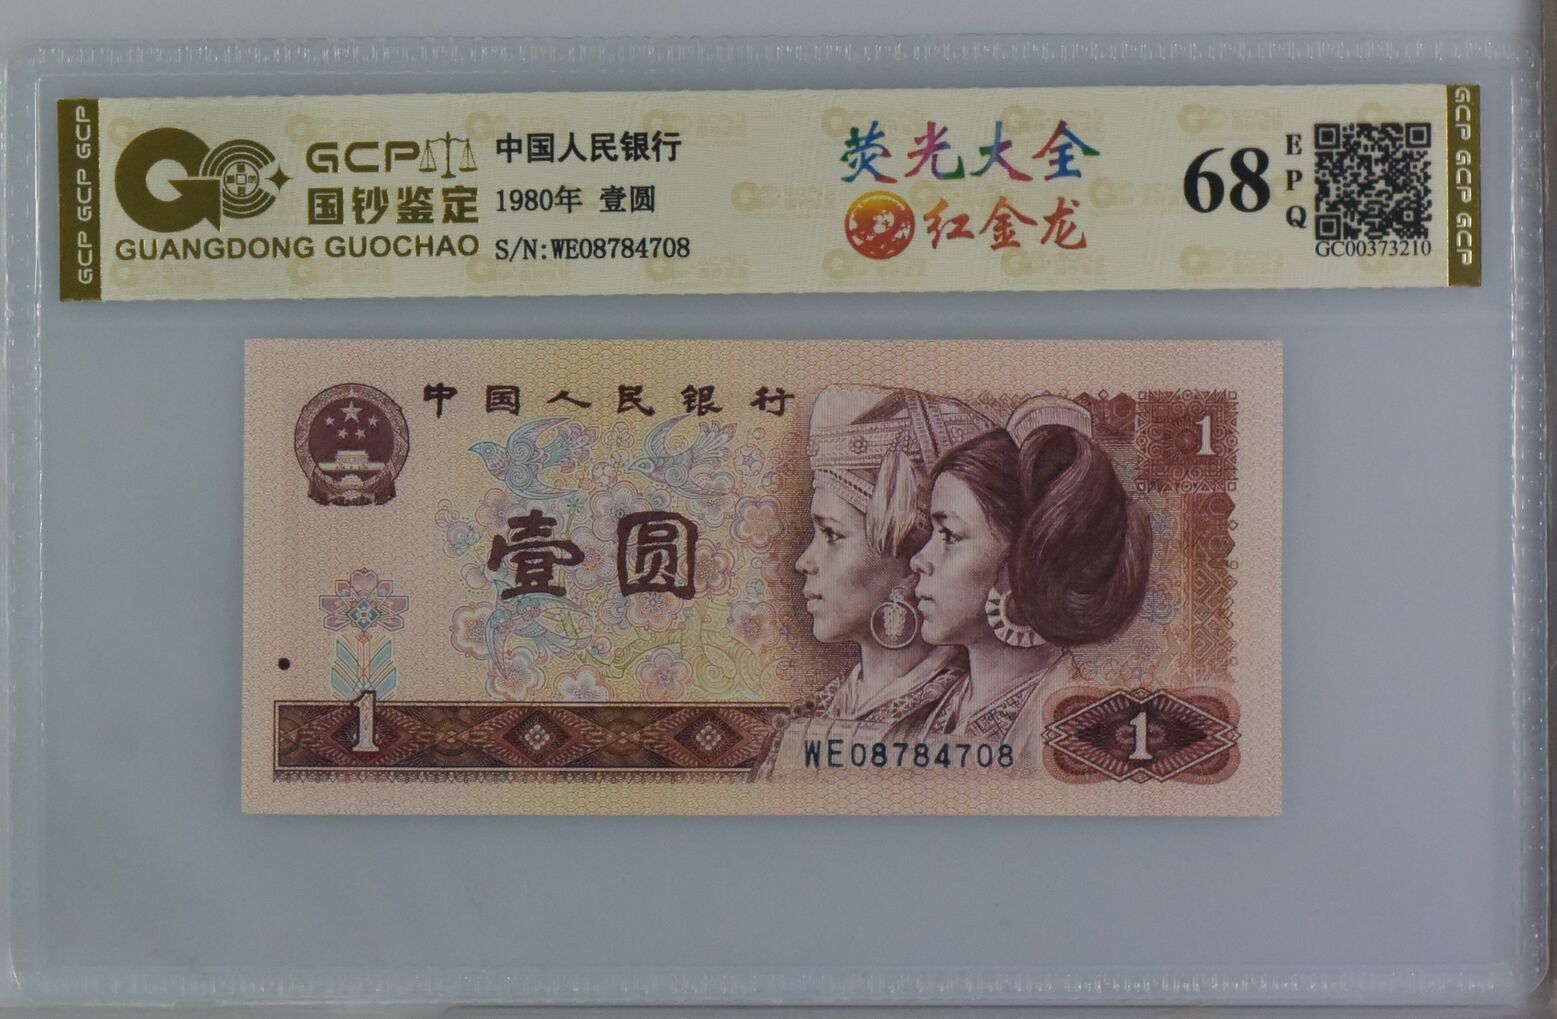 GCP GCP GCP
GCP
国钞鉴定
GUANGDONG GUOCHAO
中国人民银行
1980年 壹圆
S/N:WE08784708
荧光大全
红金龙
68
EPQ
GC00373210
GCP GCP GCP
中国人民银行
1
壹圆
1
WE08784708
1